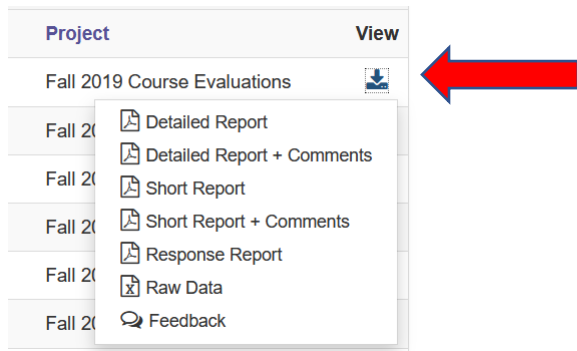 Project View
Fall 2019 Course Evaluations
Fall 20
Detailed Report
Detailed Report + Comments
Fall 20
Short Report
Fall 20
Short Report + Comments
Response Report
Fall 20
Raw Data
Fall 20
Feedback